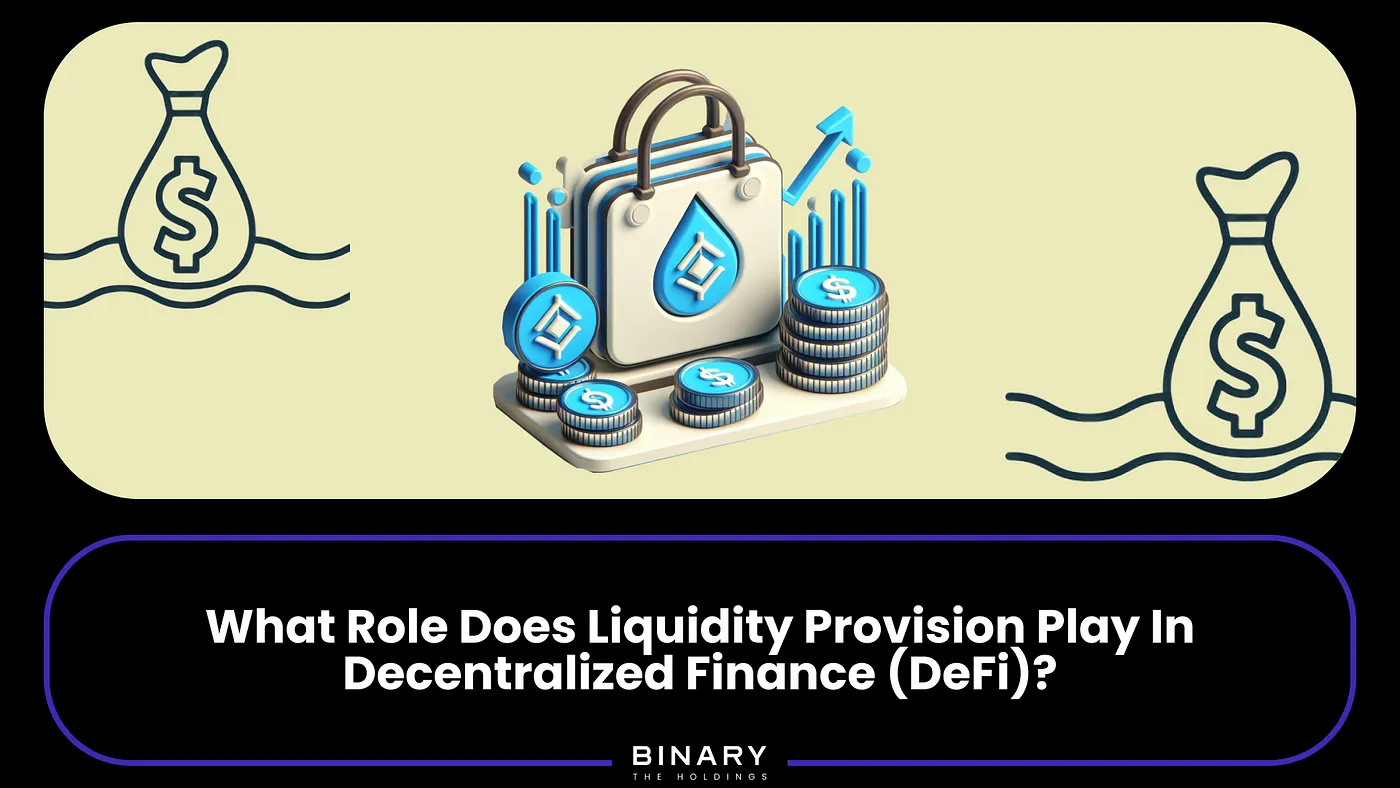 $
$
$
$
$
What Role Does Liquidity Provision Play In
Decentralized Finance (DeFi)?
BINARY
THE HOLDINGS